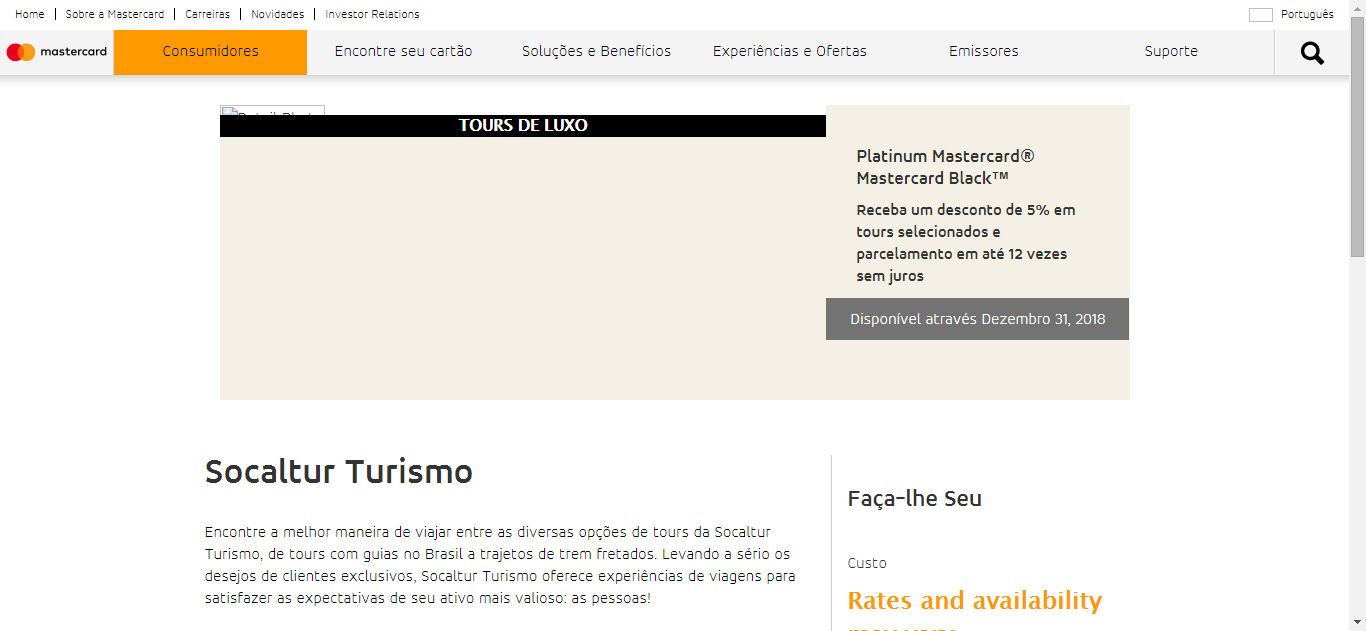 Home Sobre a Mastercard Carreiras Novidades Investor Relations Português
mastercard Consumidores Encontre seu cartão Soluções e Benefícios Experiências e Ofertas Emissores Suporte
TOURS DE LUXO
Platinum Mastercard®
Mastercard Black™
Receba um desconto de 5% em
tours selecionados e
parcelamento em até 12 vezes
sem juros
Disponível através Dezembro 31, 2018
Socaltur Turismo
Encontre a melhor maneira de viajar entre as diversas opções de tours da Socaltur
Turismo, de tours com guias no Brasil a trajetos de trem fretados. Levando a sério os
desejos de clientes exclusivos, Socaltur Turismo oferece experiências de viagens para
satisfazer as expectativas de seu ativo mais valioso: as pessoas!
Faça-lhe Seu
Custo
Rates and availability